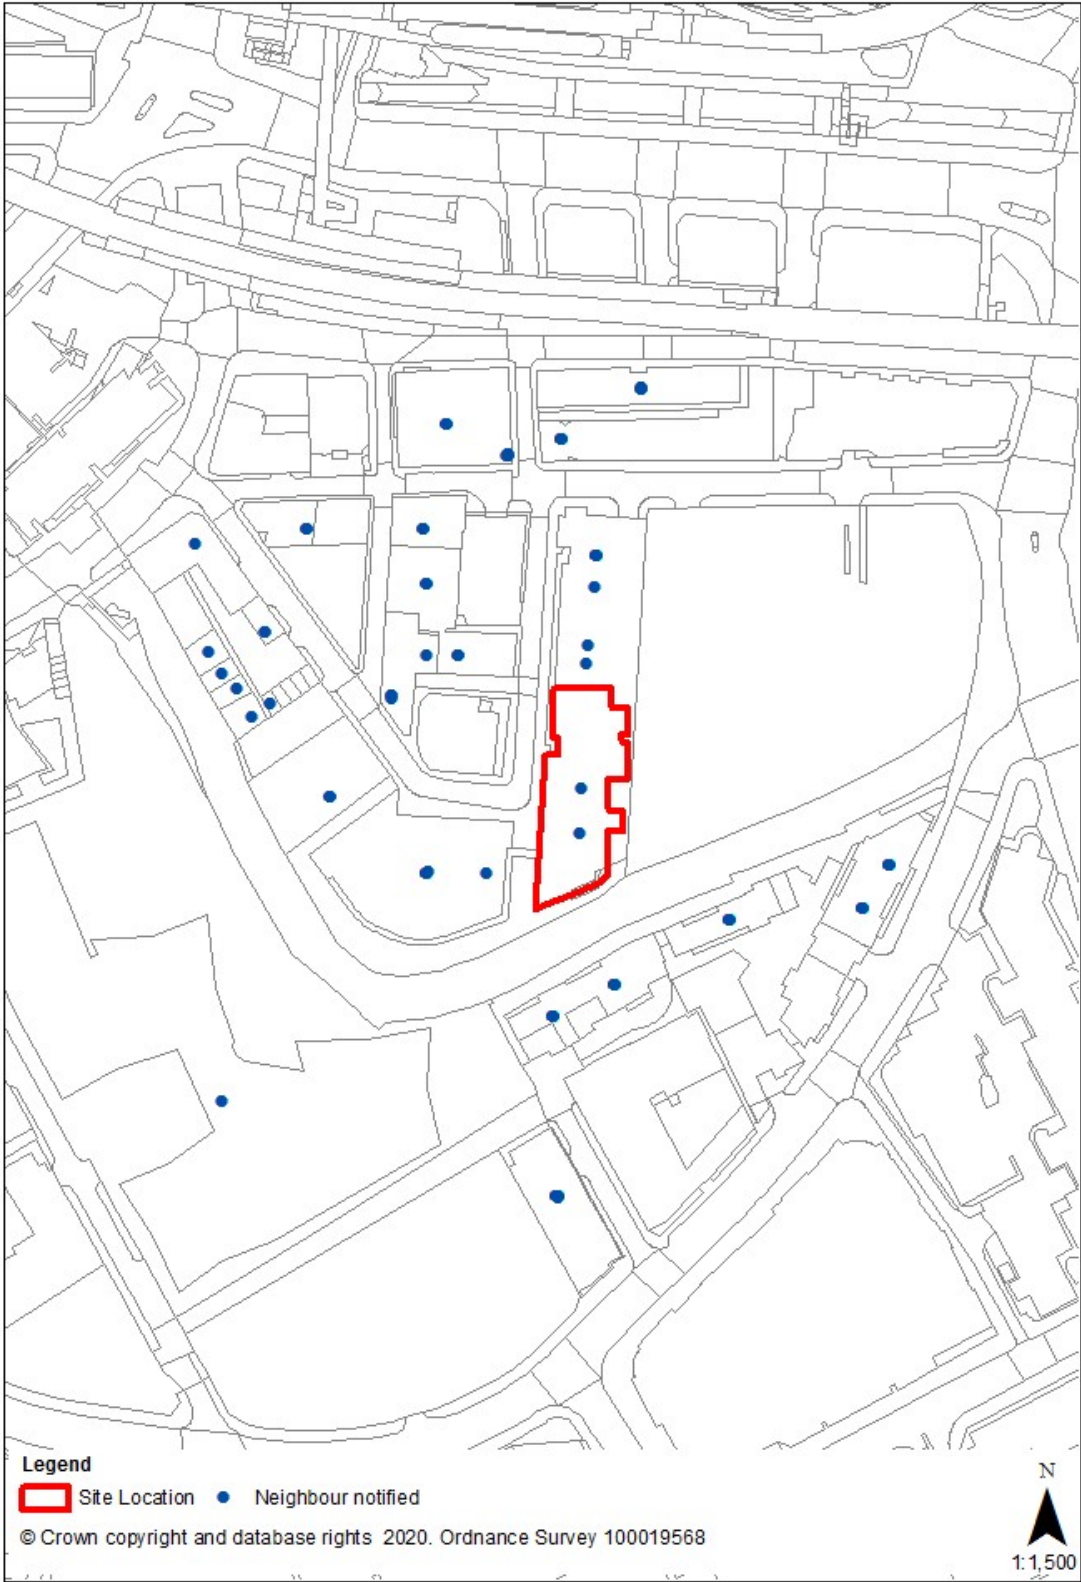 Legend
Site Location Neighbour notified
© Crown copyright and database rights 2020. Ordnance Survey 100019568
N
1:1,500